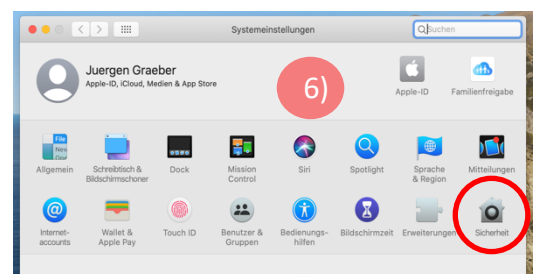 Systemeinstellungen
Suchen
Juergen Graeber
Apple-ID, iCloud, Medien & App Store
6)
Apple-ID
Familienfreigabe
File
New
Allgemein
Schreibtisch &
Bildschirmschoner
Dock
Mission
Control
Siri
Spotlight
Sprache
& Region
Mitteilungen
Internet-
accounts
Wallet &
Apple Pay
Touch ID
Benutzer &
Gruppen
Bedienungs-
hilfen
Bildschirmzeit
Erweiterungen
Sicherheit